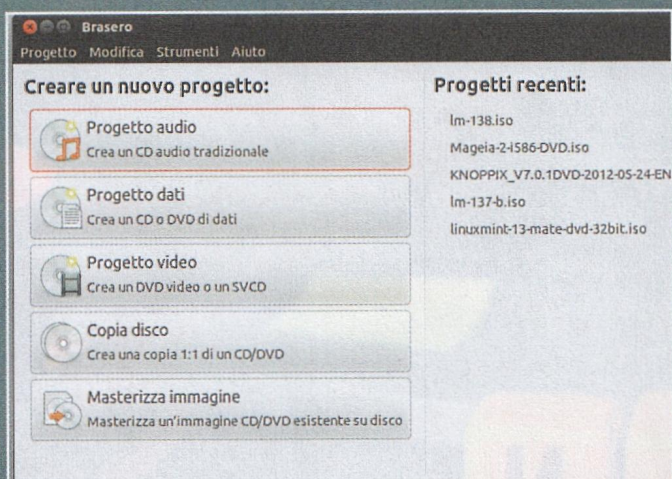 Brasero
Progetto Modifica Strumenti Aiuto
Creare un nuovo progetto:
Progetto audio
Crea un CD audio tradizionale
Progetto dati
Crea un CD o DVD di dati
Progetto video
Crea un DVD video o un SVCD
Copia disco
Crea una copia 1:1 di un CD/DVD
Masterizza immagine
Masterizza un'immagine CD/DVD esistente su disco
Progetti recenti:
lm-138.iso
Mageia-2-i586-DVD.iso
KNOPPIX_V7.0.1DVD-2012-05-24-EN
lm-137-b.iso
linuxmint-13-mate-dvd-32bit.iso